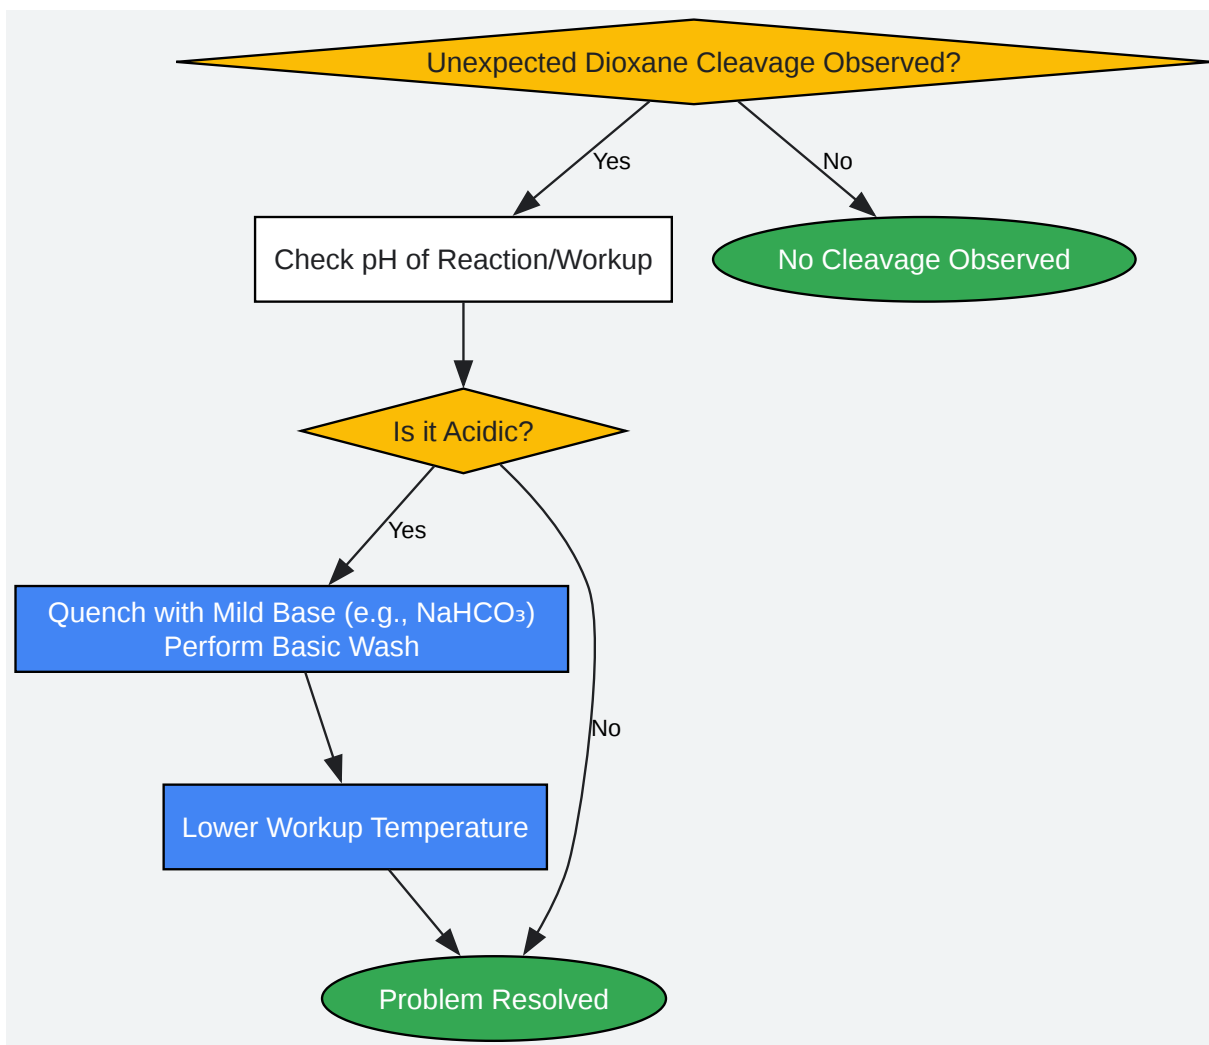 Unexpected Dioxane Cleavage Observed?
Yes
No
Check pH of Reaction/Workup
No Cleavage Observed
Is it Acidic?
Yes
Quench with Mild Base (e.g., NaHCO₃)
Perform Basic Wash
No
Lower Workup Temperature
Problem Resolved